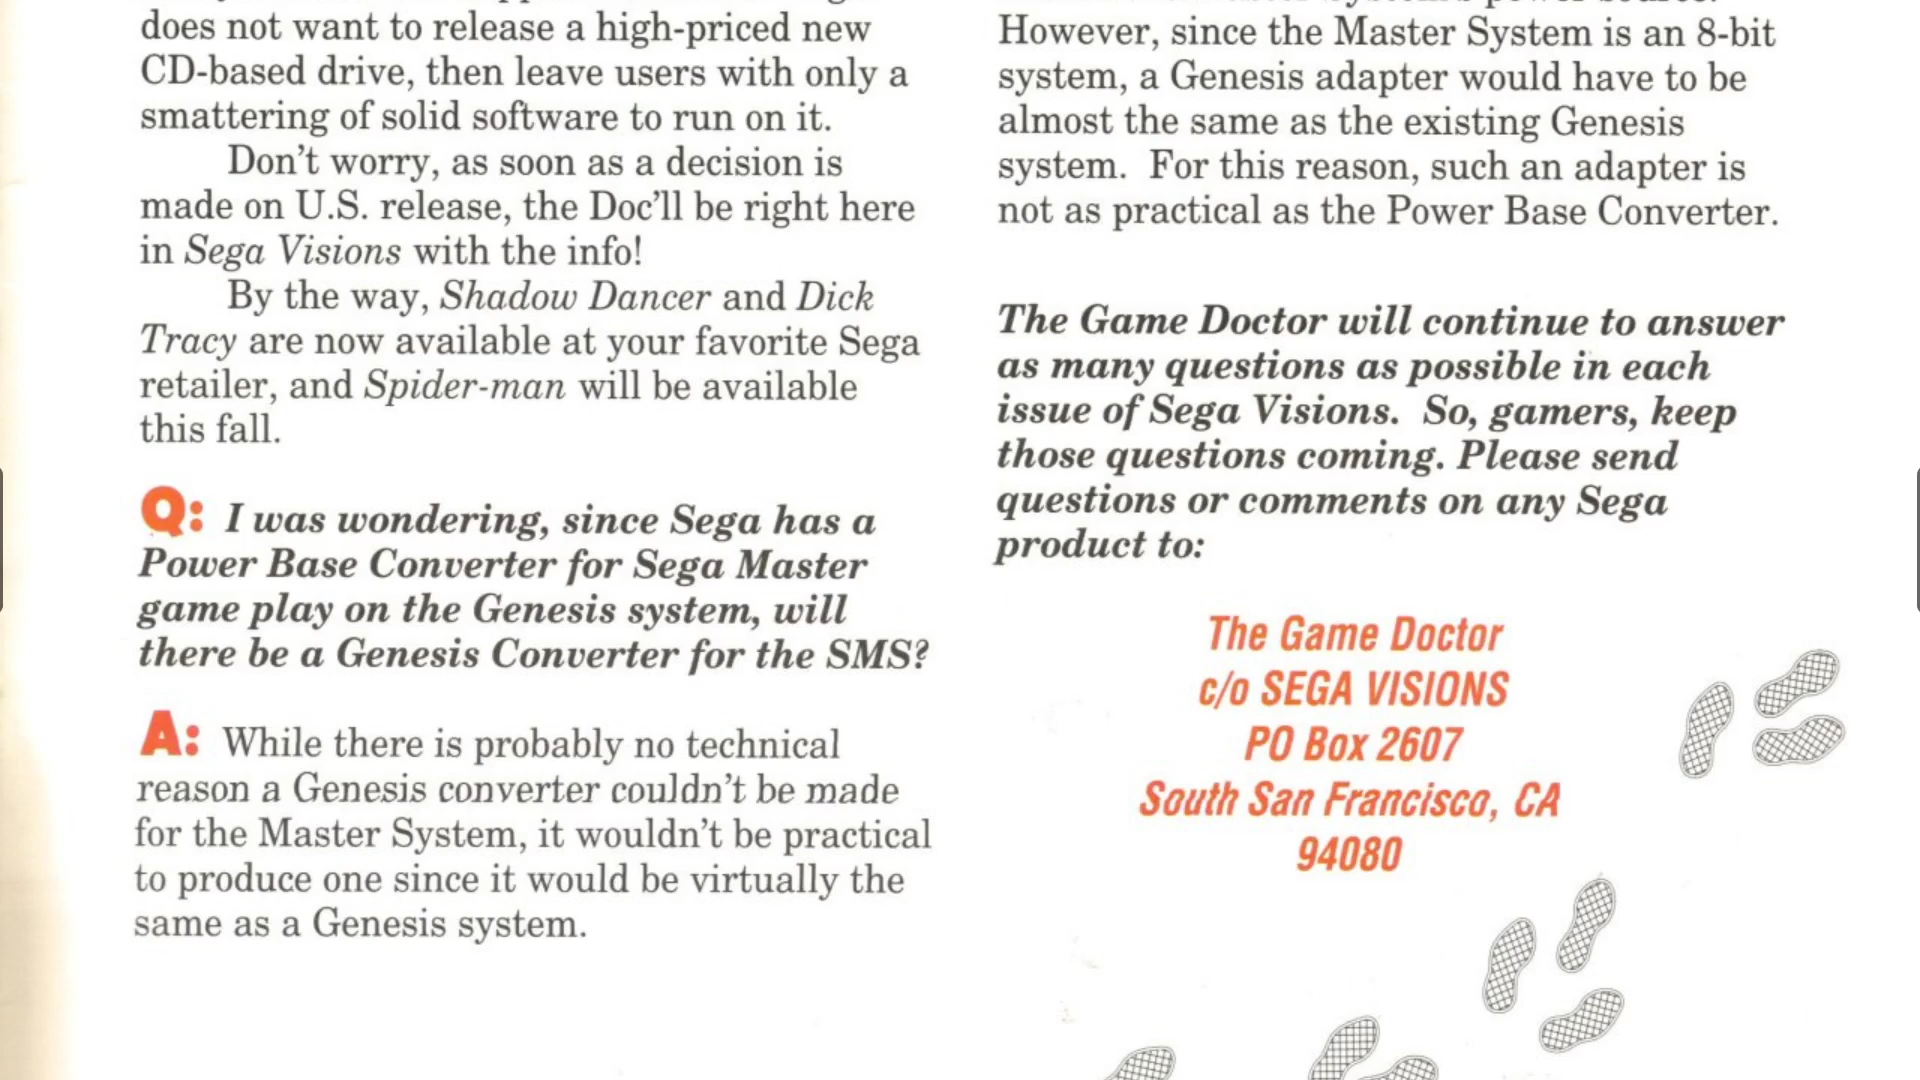 does not want to release a high-priced new
CD-based drive, then leave users with only a
smattering of solid software to run on it.
Don't worry, as soon as a decision is
made on U.S. release, the Doc'll be right here
in Sega Visions with the info!
By the way, Shadow Dancer and Dick
Tracy are now available at your favorite Sega
retailer, and Spider-man will be available
this fall.
Q: I was wondering, since Sega has a
Power Base Converter for Sega Master
game play on the Genesis system, will
there be a Genesis Converter for the SMS?
A: While there is probably no technical
reason a Genesis converter couldn't be made
for the Master System, it wouldn't be practical
to produce one since it would be virtually the
same as a Genesis system.
However, since the Master System is an 8-bit
system, a Genesis adapter would have to be
almost the same as the existing Genesis
system. For this reason, such an adapter is
not as practical as the Power Base Converter.
The Game Doctor will continue to answer
as many questions as possible in each
issue of Sega Visions. So, gamers, keep
those questions coming. Please send
questions or comments on any Sega
product to:
The Game Doctor
c/o SEGA VISIONS
PO Box 2607
South San Francisco, CA
94080